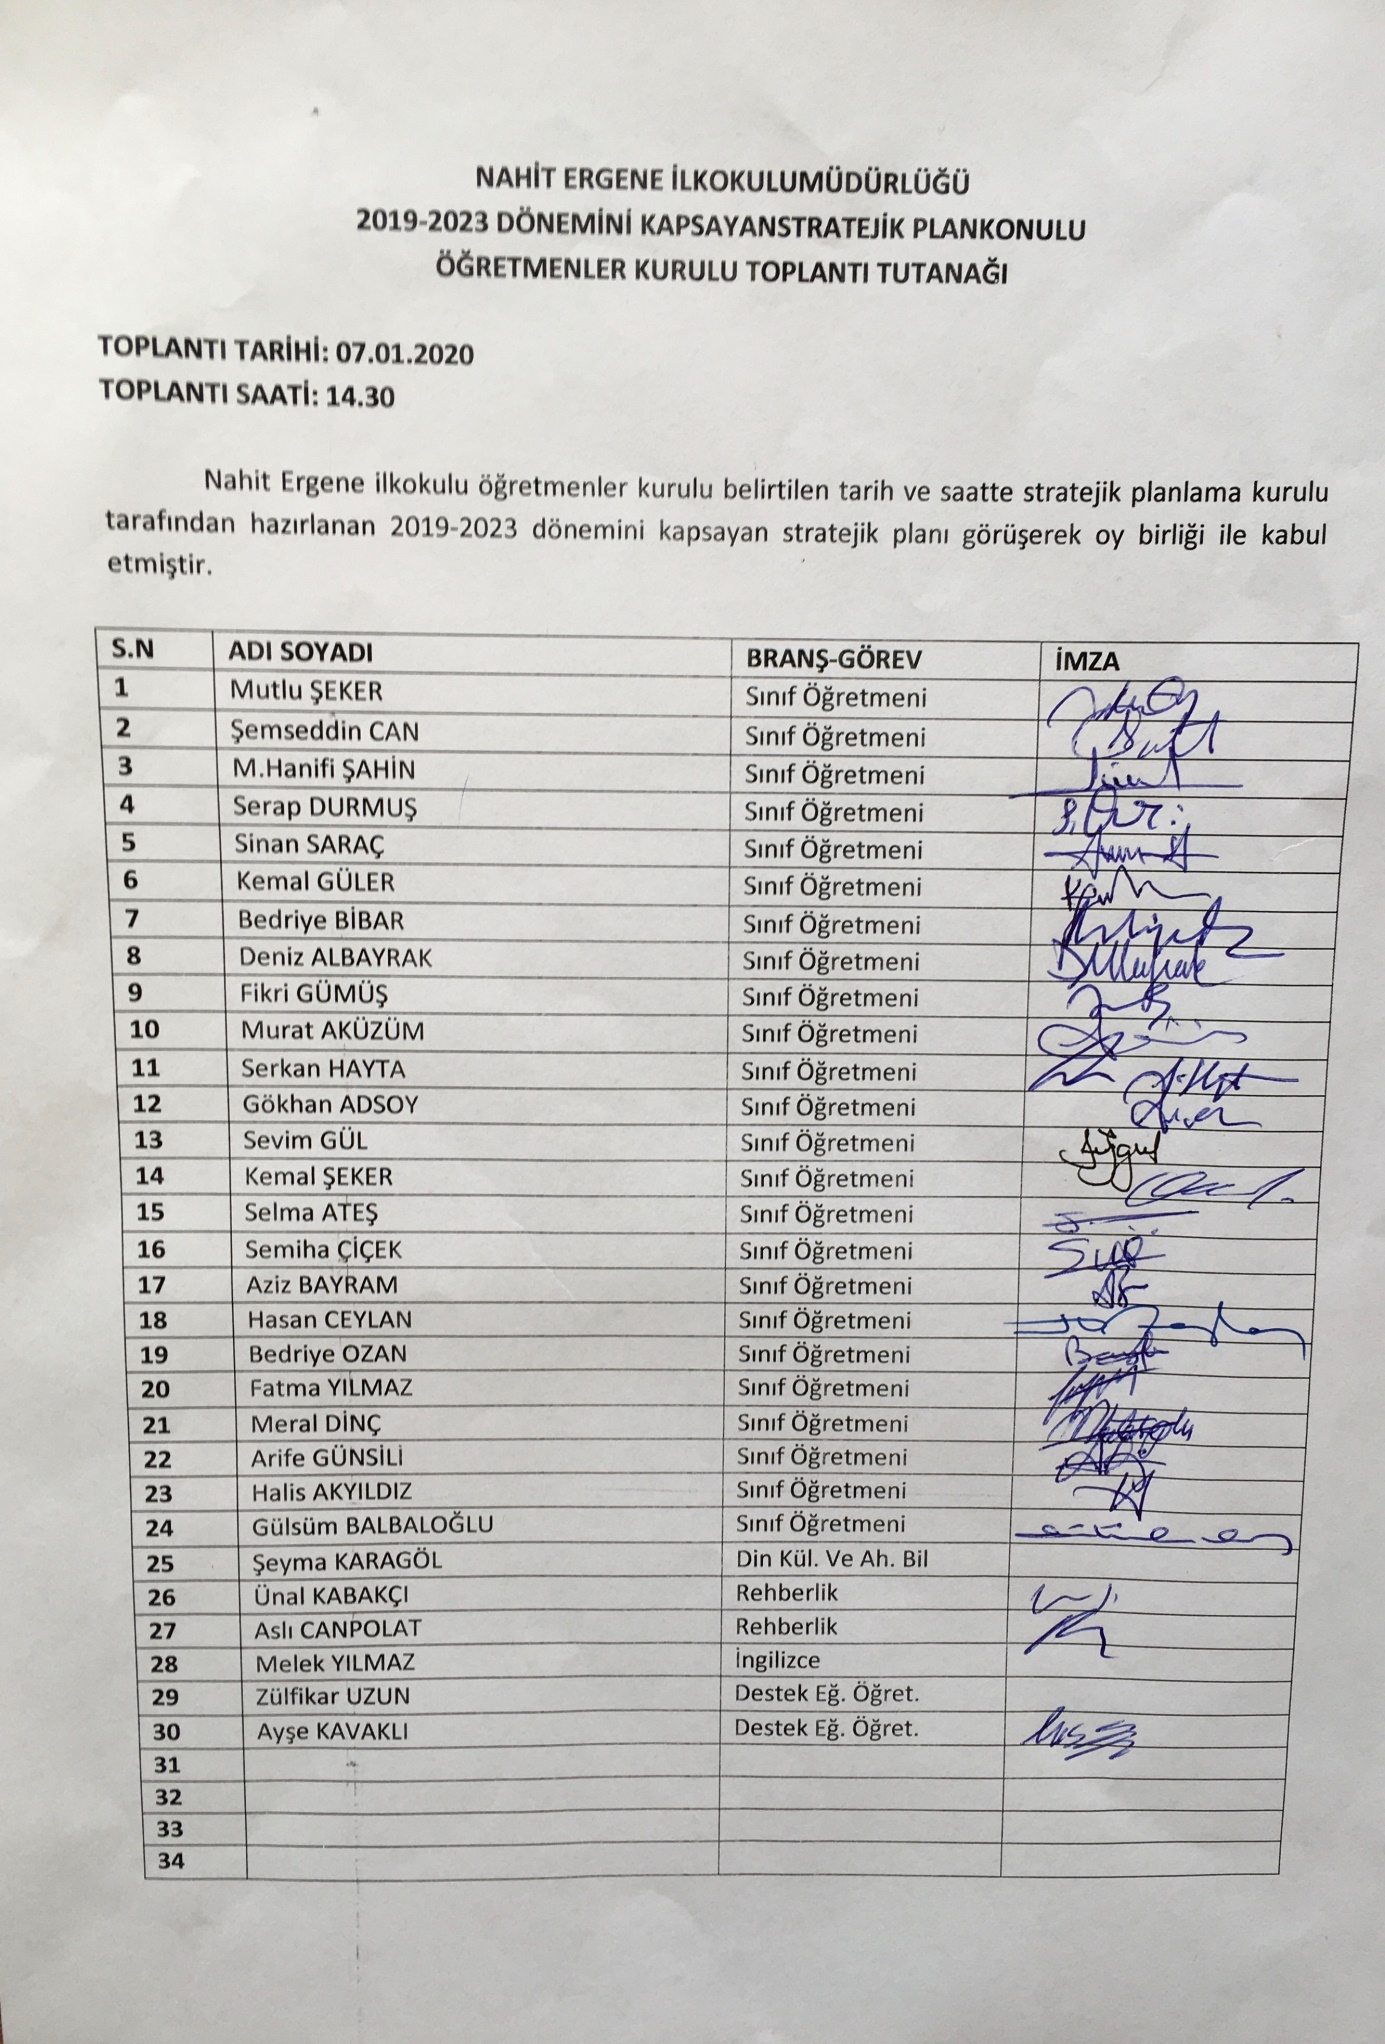 NAHİT ERGENE İLKOKULUMÜDÜRLÜĞÜ
2019-2023 DÖNEMİNİ KAPSAYANSTRATEJİK PLANKONULU
ÖĞRETMENLER KURULU TOPLANTI TUTANAĞI
TOPLANTI TARİHİ: 07.01.2020
TOPLANTI SAATİ: 14.30
Nahit Ergene ilkokulu öğretmenler kurulu belirtilen tarih ve saatte stratejik planlama kurulu
tarafından hazırlanan 2019-2023 dönemini kapsayan stratejik planı görüşerek oy birliği ile kabul
etmiştir.
S.N ADI SOYADI BRANŞ-GÖREV İMZA
1 Mutlu ŞEKER Sınıf Öğretmeni
2 Şemseddin CAN Sınıf Öğretmeni
3 M.Hanifi ŞAHİN Sınıf Öğretmeni
4 Serap DURMUŞ Sınıf Öğretmeni
5 Sinan SARAÇ Sınıf Öğretmeni
6 Kemal GÜLER Sınıf Öğretmeni
7 Bedriye BİBAR Sınıf Öğretmeni
8 Deniz ALBAYRAK Sınıf Öğretmeni
9 Fikri GÜMÜŞ Sınıf Öğretmeni
10 Murat AKÜZÜM Sınıf Öğretmeni
11 Serkan HAYTA Sınıf Öğretmeni
12 Gökhan ADSOY Sınıf Öğretmeni
13 Sevim GÜL Sınıf Öğretmeni
14 Kemal ŞEKER Sınıf Öğretmeni
15 Selma ATEŞ Sınıf Öğretmeni
16 Semiha ÇİÇEK Sınıf Öğretmeni
17 Aziz BAYRAM Sınıf Öğretmeni
18 Hasan CEYLAN Sınıf Öğretmeni
19 Bedriye OZAN Sınıf Öğretmeni
20 Fatma YILMAZ Sınıf Öğretmeni
21 Meral DİNÇ Sınıf Öğretmeni
22 Arife GÜNSİLİ Sınıf Öğretmeni
23 Halis AKYILDIZ Sınıf Öğretmeni
24 Gülsüm BALBALOĞLU Sınıf Öğretmeni
25 Şeyma KARAGÖL Din Kül. Ve Ah. Bil
26 Ünal KABAKÇI Rehberlik
27 Aslı CANPOLAT Rehberlik
28 Melek YILMAZ İngilizce
29 Zülfikar UZUN Destek Eğ. Öğret.
30 Ayşe KAVAKLI Destek Eğ. Öğret.
31
32
33
34